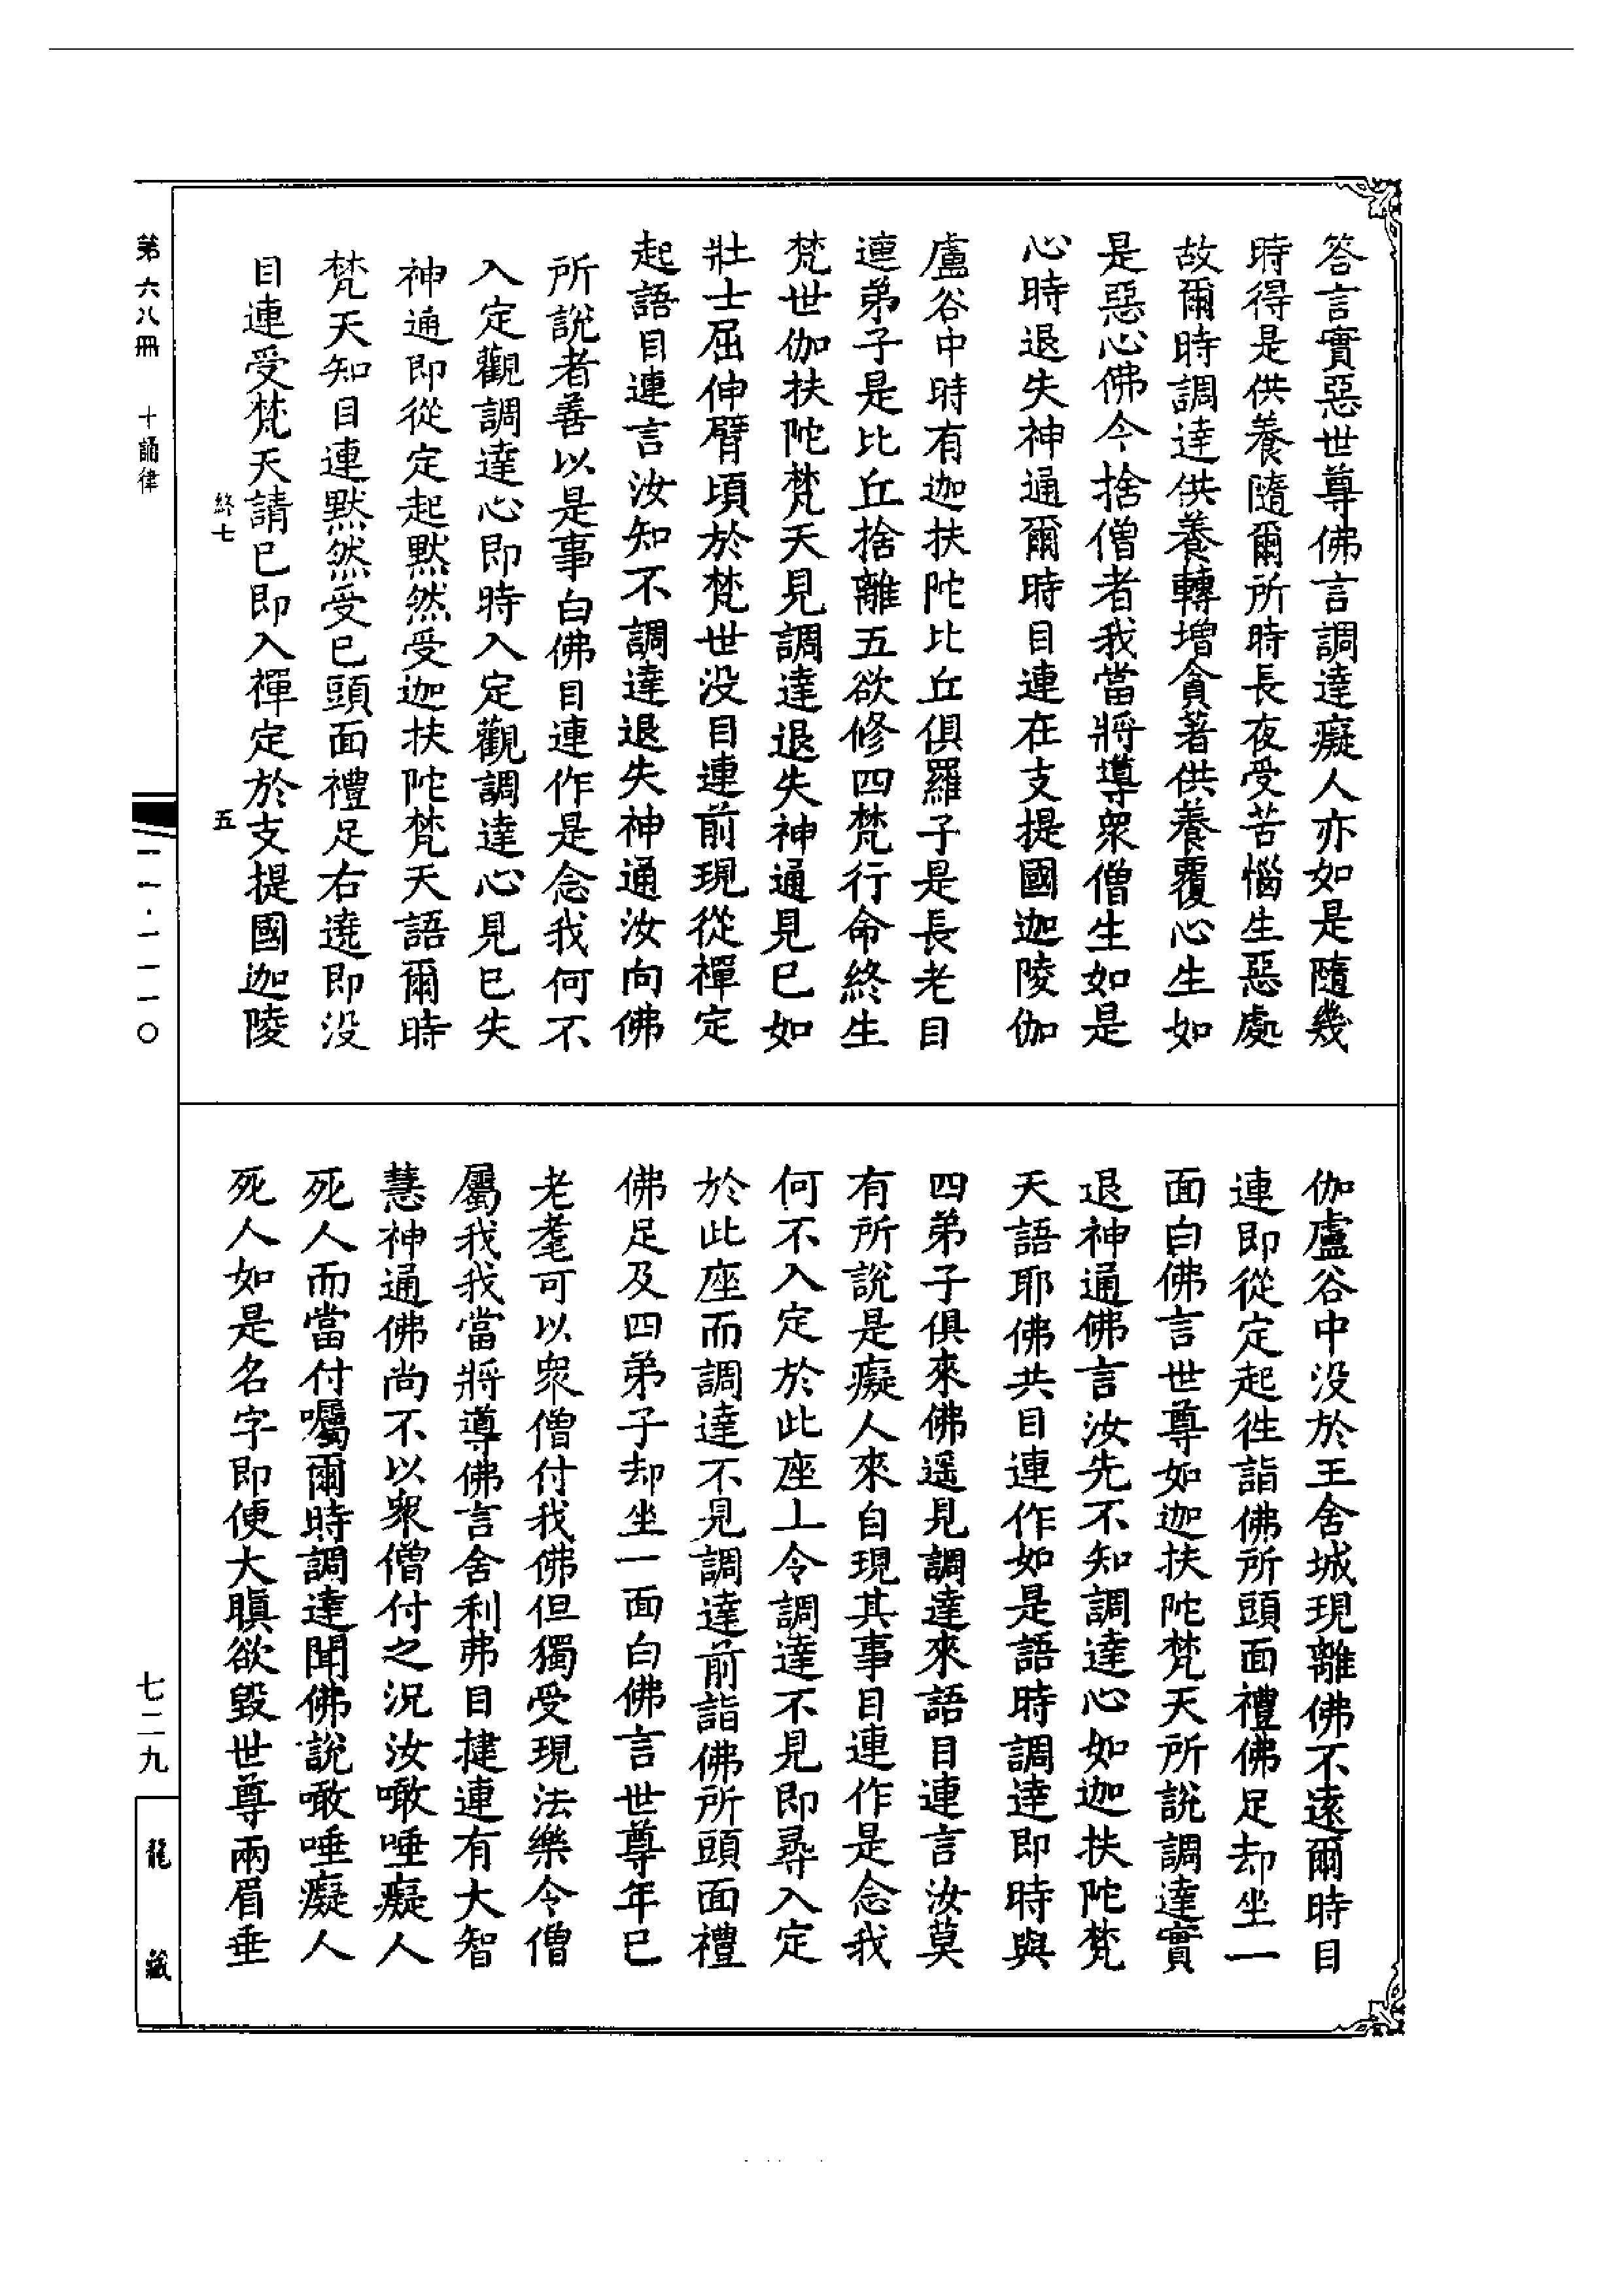 答言實惡世尊佛言調達癡人亦如是隨幾
時得是供養隨爾所時長夜受苦惱生惡處
故爾時調達供養轉增貪著供養覆心生如
是惡心佛今捨僧者我當將導衆僧生如是
心時退失神通爾時目連在支提國迦陵伽
盧谷中時有迦扶陀比丘俱羅子是長老目
連弟子是比丘捨離五欲修四梵行命終生
梵世伽扶陀梵天見調達退失神通見已如
壯士屈伸臂頃於梵世没目連前現從禪定
起語目連言汝知不調達退失神通汝向佛
所說者善以是事白佛目連作是念我何不
入定觀調達心即時入定觀調達心見已失
神通即從定起默然受迦扶陀梵天語爾時
梵天知目連默然受已頭面禮足右遶即没
目連受梵天請已即入禪定於支提國迦陵
終七 五
伽盧谷中没於王舍城現離佛不遠爾時目
連即從定起徃詣佛所頭面禮佛足却坐一
面白佛言世尊如迦扶陀梵天所說調達實
退神通佛言汝先不知調達心如迦扶陀梵
天語耶佛共目連作如是語時調達即時與
四弟子俱來佛遥見調達來語目連言汝莫
有所說是癡人來自現其事目連作是念我
何不入定於此座上令調達不見即尋入定
於此座而調達不見調達前詣佛所頭面禮
佛足及四弟子却坐一面白佛言世尊年已
老耄可以衆僧付我佛但獨受現法樂令僧
屬我我當將導佛言舍利弗目揵連有大智
慧神通佛尚不以衆僧付之況汝噉唾癡人
死人而當付囑爾時調達聞佛說噉唾癡人
死人如是名字即便大瞋欲毀世尊兩眉垂
第六八冊 十誦律
一一·一一一〇
七二九
龍藏